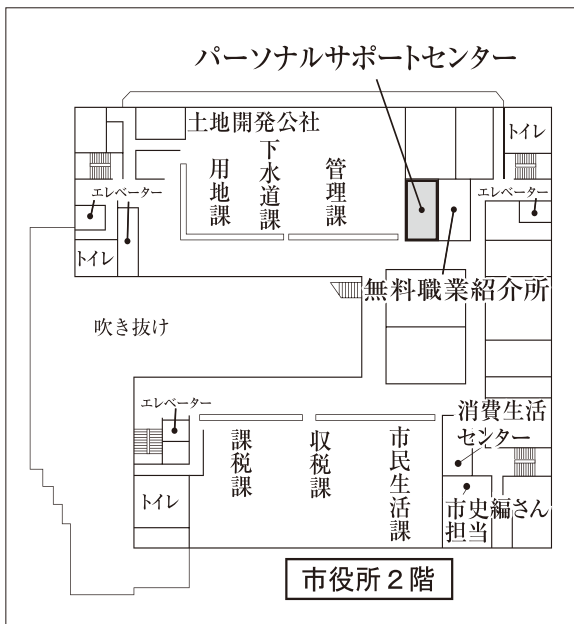 パーソナルサポートセンター
土地開発公社
トイレ
下水道課
用地課
管理課
エレベーター
エレベーター
トイレ
無料職業紹介所
吹き抜け
エレベーター
消費生活
センター
課税課
収税課
市民生活課
トイレ
市史編さん
担当
市役所2階